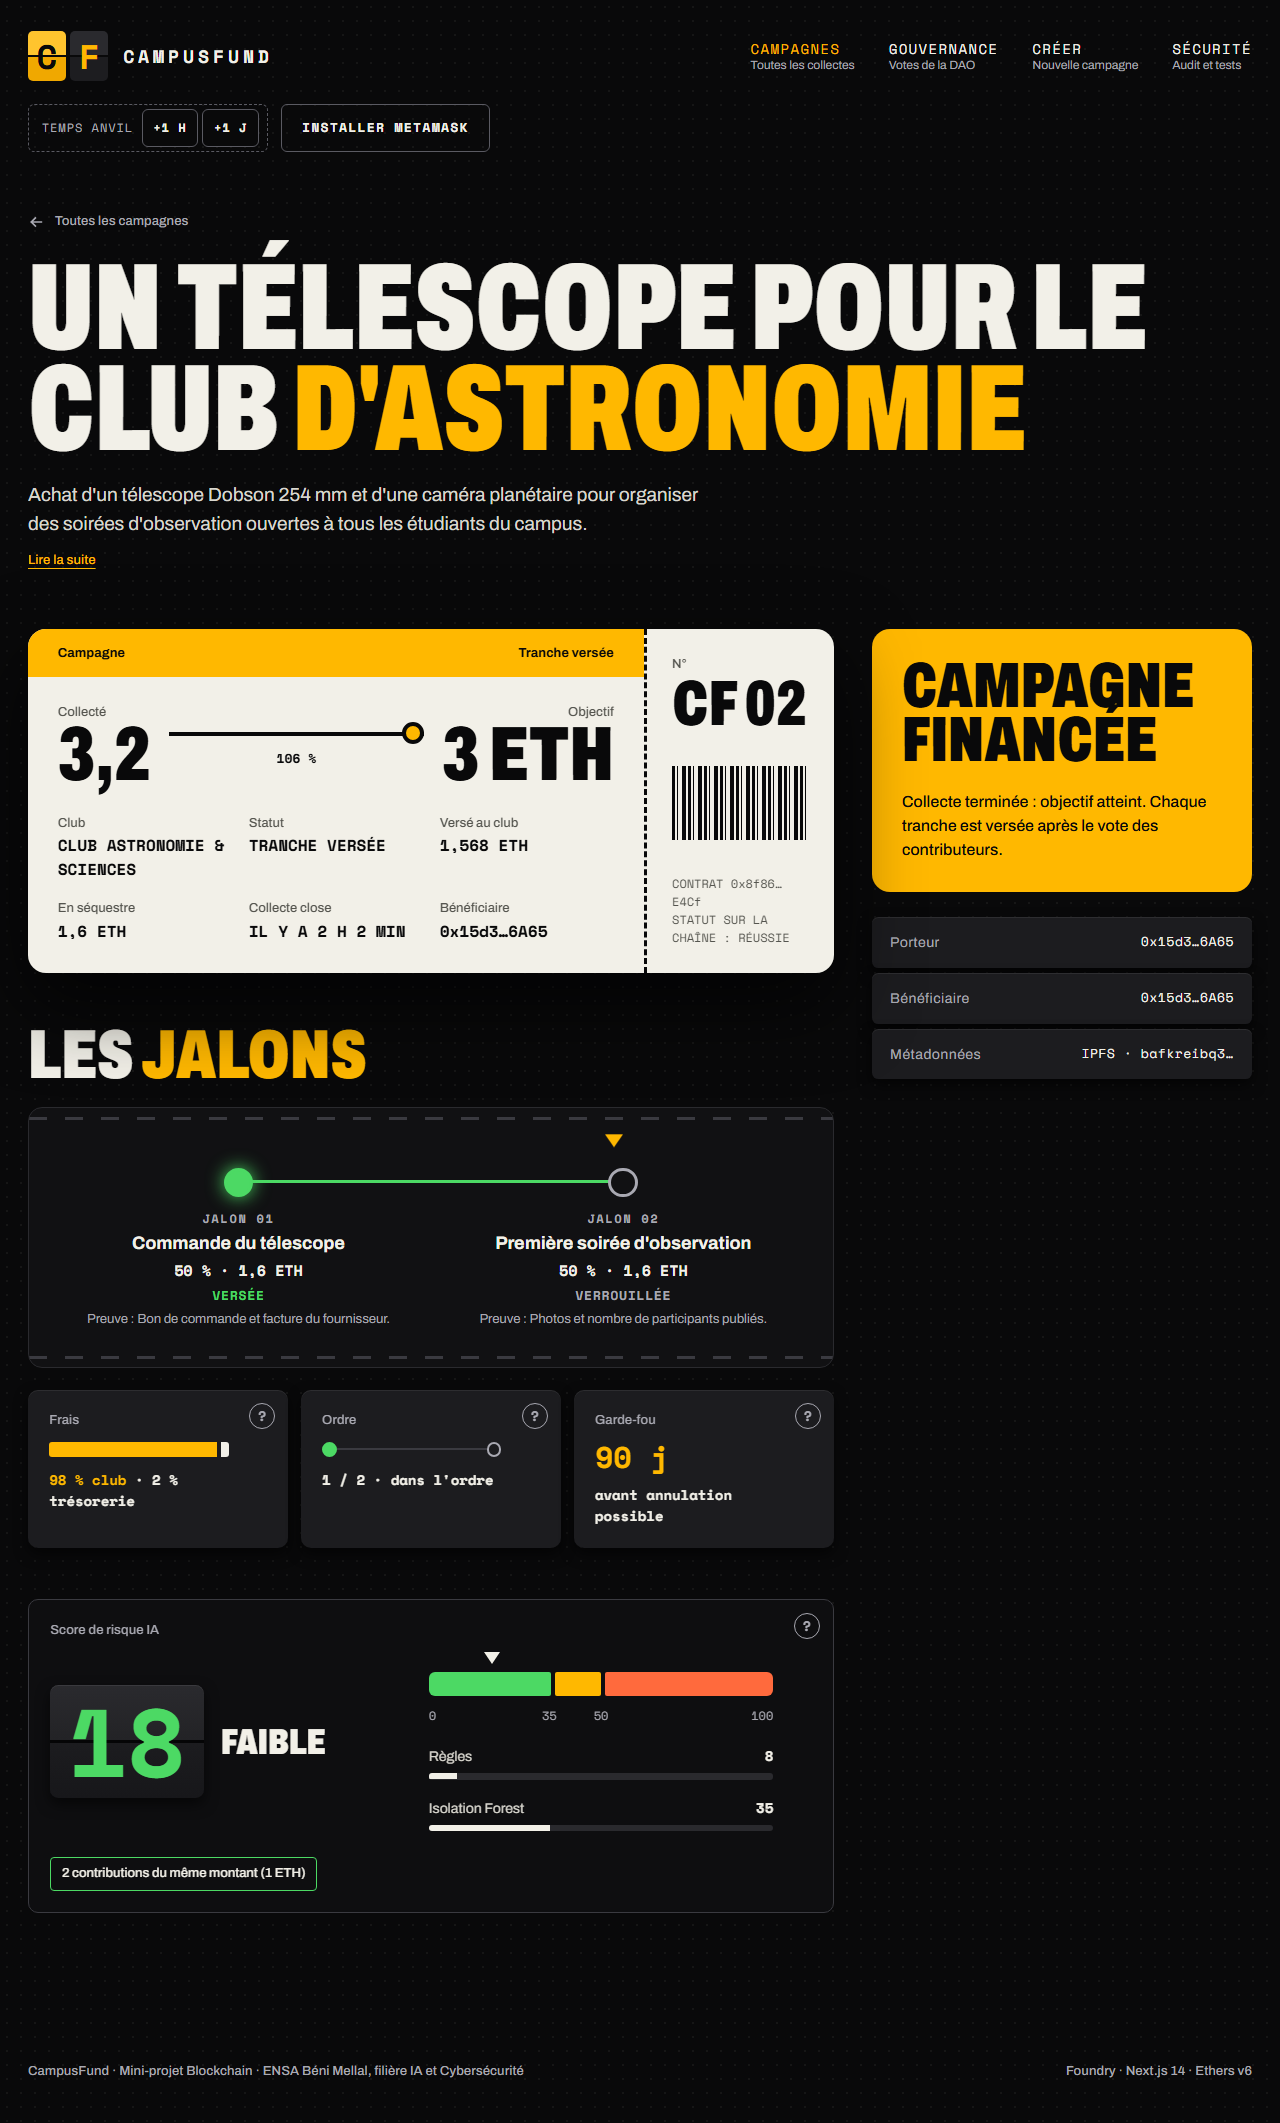 C F CAMPUSFUND
CAMPAGNES
Toutes les collectes
GOUVERNANCE
Votes de la DAO
CRÉER
Nouvelle campagne
SÉCURITÉ
Audit et tests
TEMPS ANVIL +1 H +1 J
INSTALLER METAMASK
← Toutes les campagnes
UN TÉLESCOPE POUR LE
CLUB D'ASTRONOMIE
Achat d'un télescope Dobson 254 mm et d'une caméra planétaire pour organiser
des soirées d'observation ouvertes à tous les étudiants du campus.
Lire la suite
Campagne Tranche versée
Collecté
3,2
106 %
Objectif
3 ETH
Club
CLUB ASTRONOMIE &
SCIENCES
Statut
TRANCHE VERSÉE
Versé au club
1,568 ETH
En séquestre
1,6 ETH
Collecte close
IL Y A 2 H 2 MIN
Bénéficiaire
0x15d3…6A65
N°
CF 02
CONTRAT 0x8f86…
E4Cf
STATUT SUR LA
CHAÎNE : RÉUSSIE
CAMPAGNE
FINANCÉE
Collecte terminée : objectif atteint. Chaque
tranche est versée après le vote des
contributeurs.
Porteur 0x15d3…6A65
Bénéficiaire 0x15d3…6A65
Métadonnées IPFS · bafkreibq3…
LES JALONS
JALON 01
Commande du télescope
50 % · 1,6 ETH
VERSÉE
Preuve : Bon de commande et facture du fournisseur.
JALON 02
Première soirée d'observation
50 % · 1,6 ETH
VERROUILLÉE
Preuve : Photos et nombre de participants publiés.
Frais ?
98 % club · 2 %
trésorerie
Ordre ?
1 / 2 · dans l'ordre
Garde-fou ?
90 j
avant annulation
possible
Score de risque IA ?
18 FAIBLE
0 35 50 100
Règles 8
Isolation Forest 35
2 contributions du même montant (1 ETH)
CampusFund · Mini-projet Blockchain · ENSA Béni Mellal, filière IA et Cybersécurité
Foundry · Next.js 14 · Ethers v6